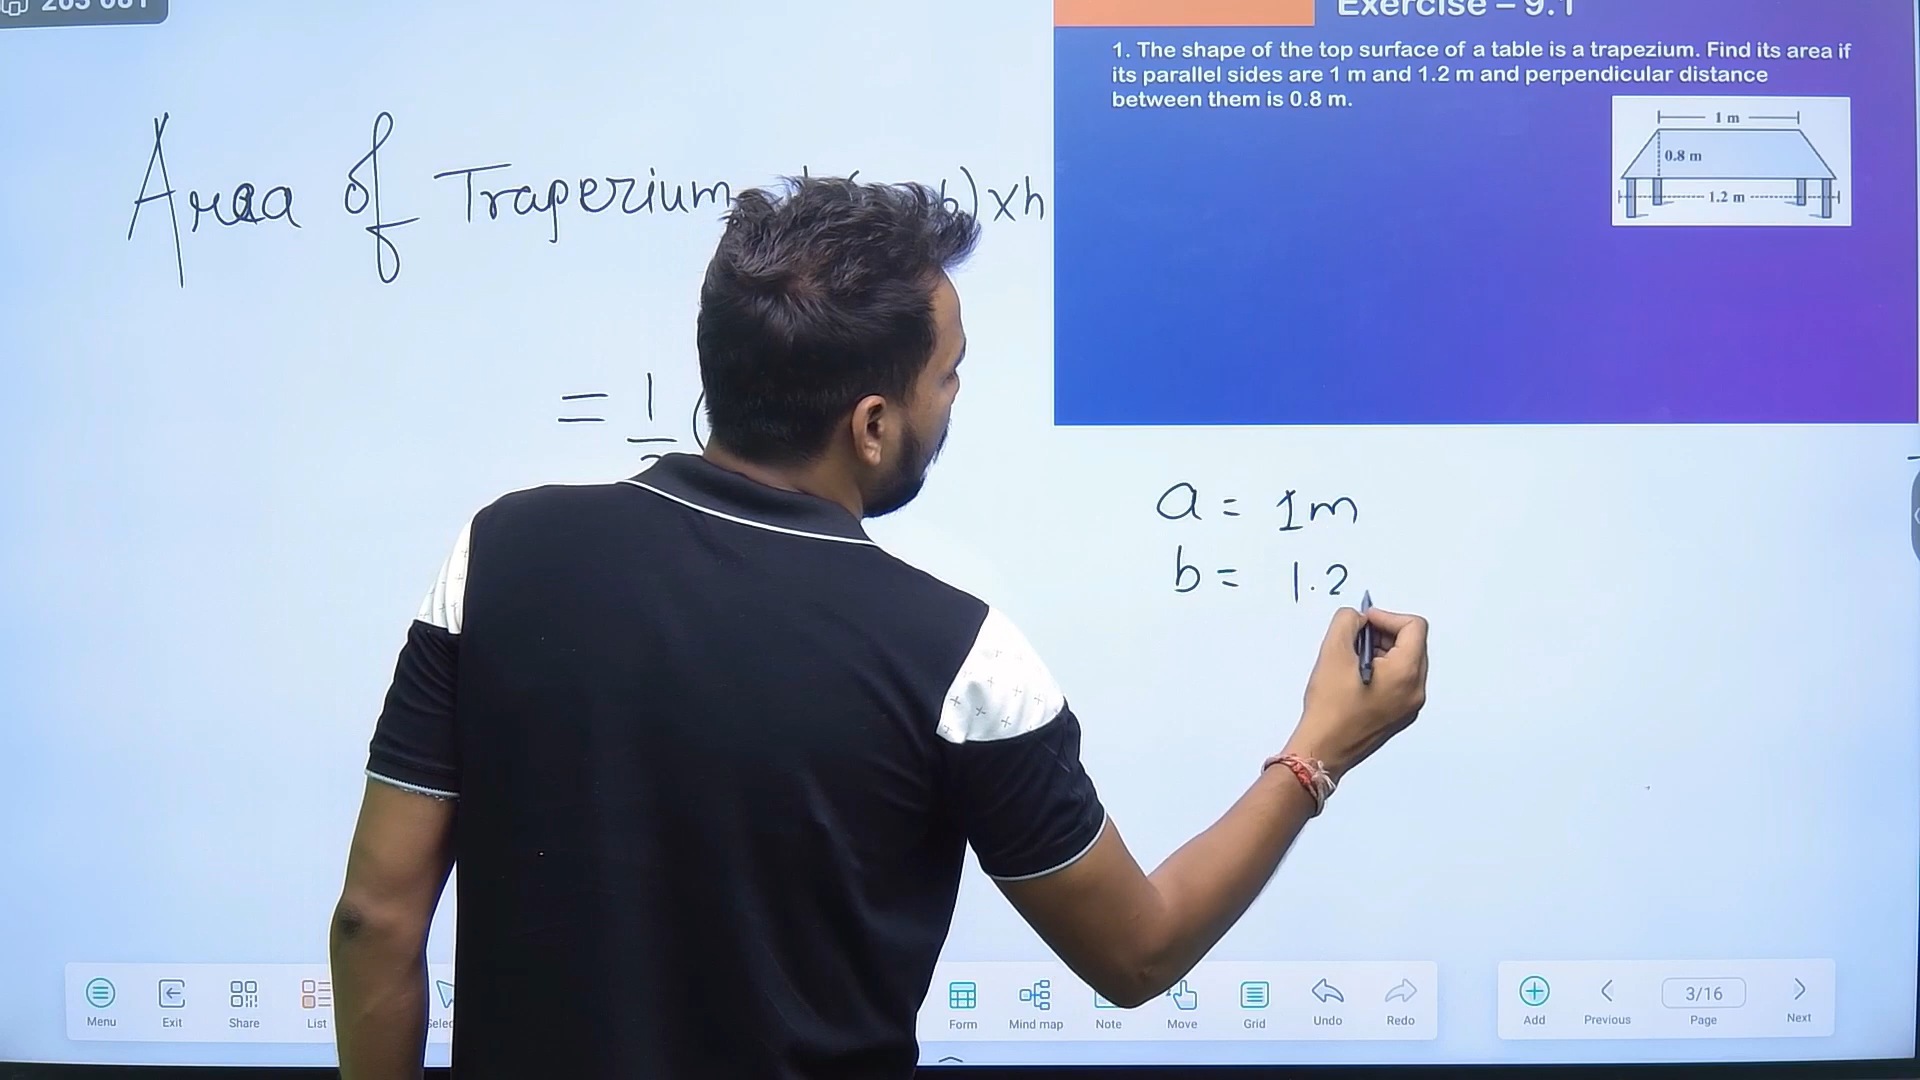 Exercise – 9.1
1. The shape of the top surface of a table is a trapezium. Find its area if
its parallel sides are 1 m and 1.2 m and perpendicular distance
between them is 0.8 m.
1 m
0.8 m
1.2 m
Area of Trapezium b) x h
= 1
a = 1m
b = 1.2
Menu
Exit
Share
List
Selec
Form
Mind map
Note
Move
Grid
Undo
Redo
Add
Previous
3/16
Page
Next